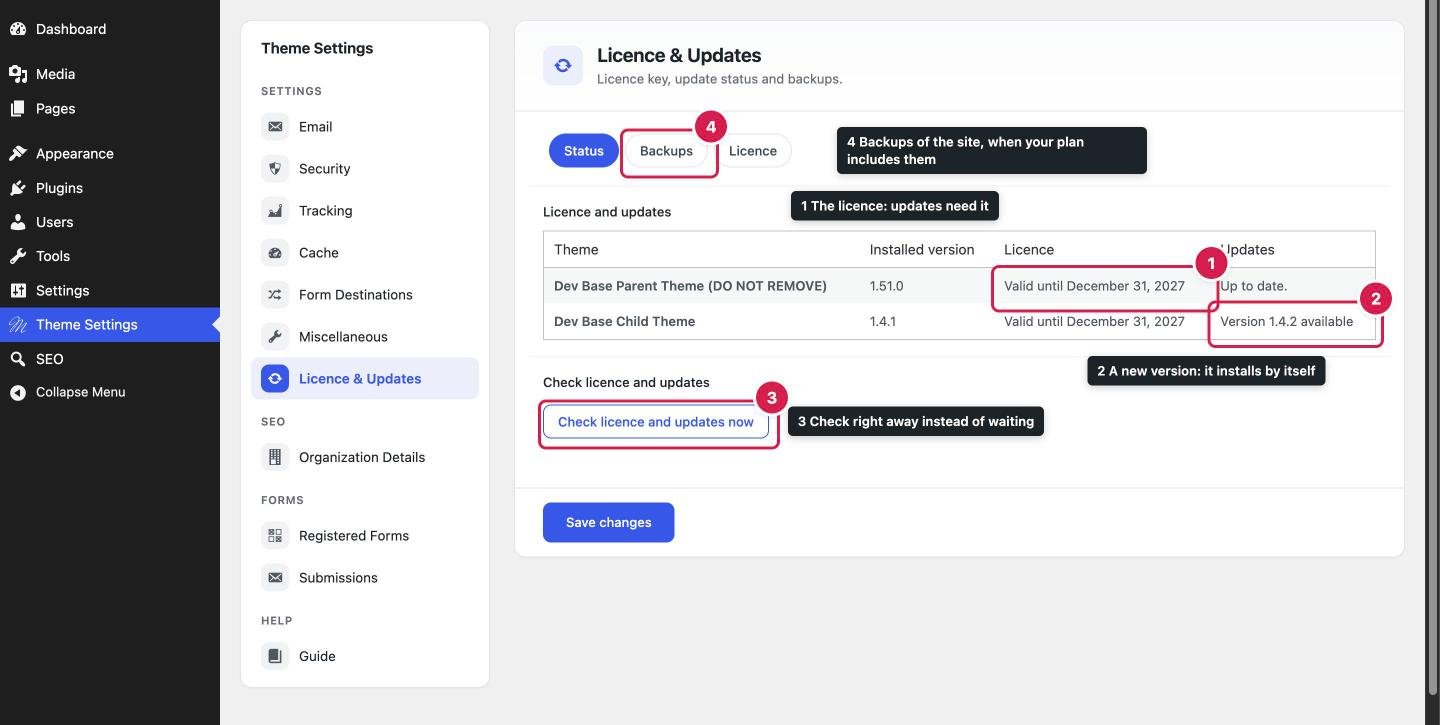 Dashboard
Media
Pages
Appearance
Plugins
Users
Tools
Settings
Theme Settings
SEO
Collapse Menu
Theme Settings
SETTINGS
Email
Security
Tracking
Cache
Form Destinations
Miscellaneous
Licence & Updates
SEO
Organization Details
FORMS
Registered Forms
Submissions
HELP
Guide
Licence & Updates
Licence key, update status and backups.
Status
Backups
4
Licence
4 Backups of the site, when your plan
includes them
Licence and updates
1 The licence: updates need it
Theme Installed version Licence Updates
1
Dev Base Parent Theme (DO NOT REMOVE) 1.51.0 Valid until December 31, 2027 Up to date.
2
Dev Base Child Theme 1.4.1 Valid until December 31, 2027 Version 1.4.2 available
2 A new version: it installs by itself
Check licence and updates
3
Check licence and updates now
3 Check right away instead of waiting
Save changes